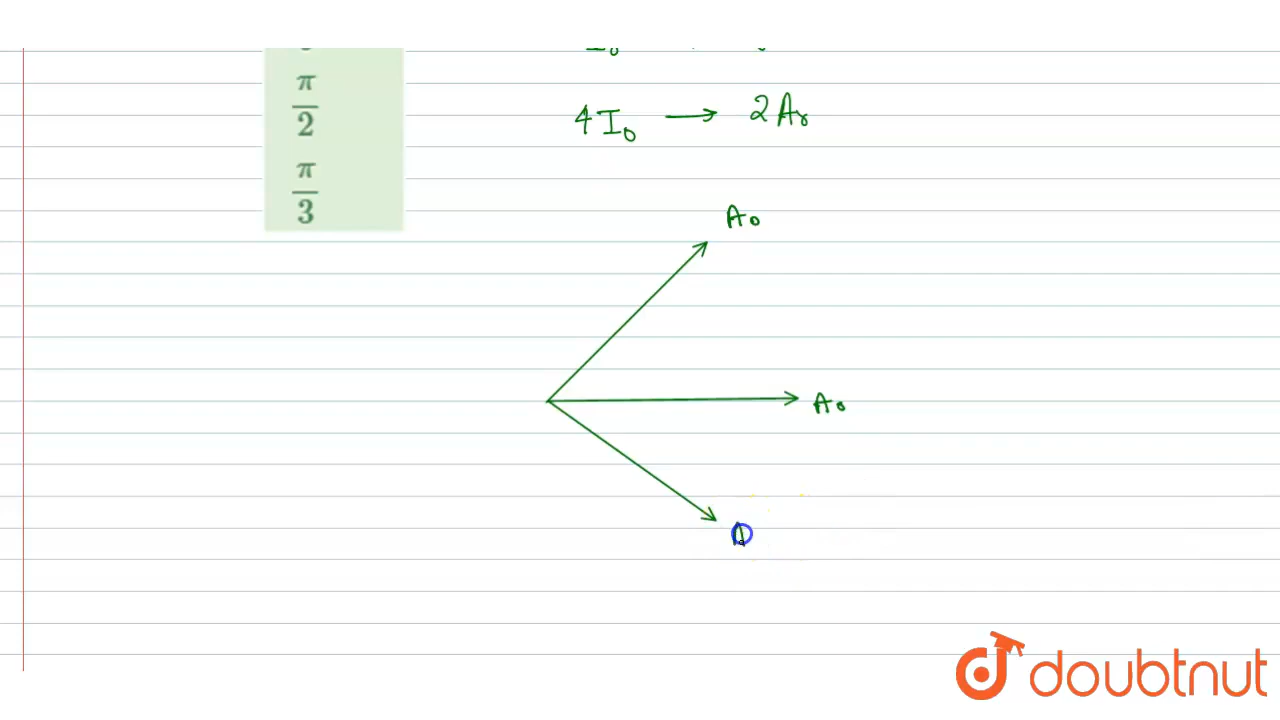 π/2
4I₀ → 2A₀
π/3
A₀
A₀
A
doubtnut